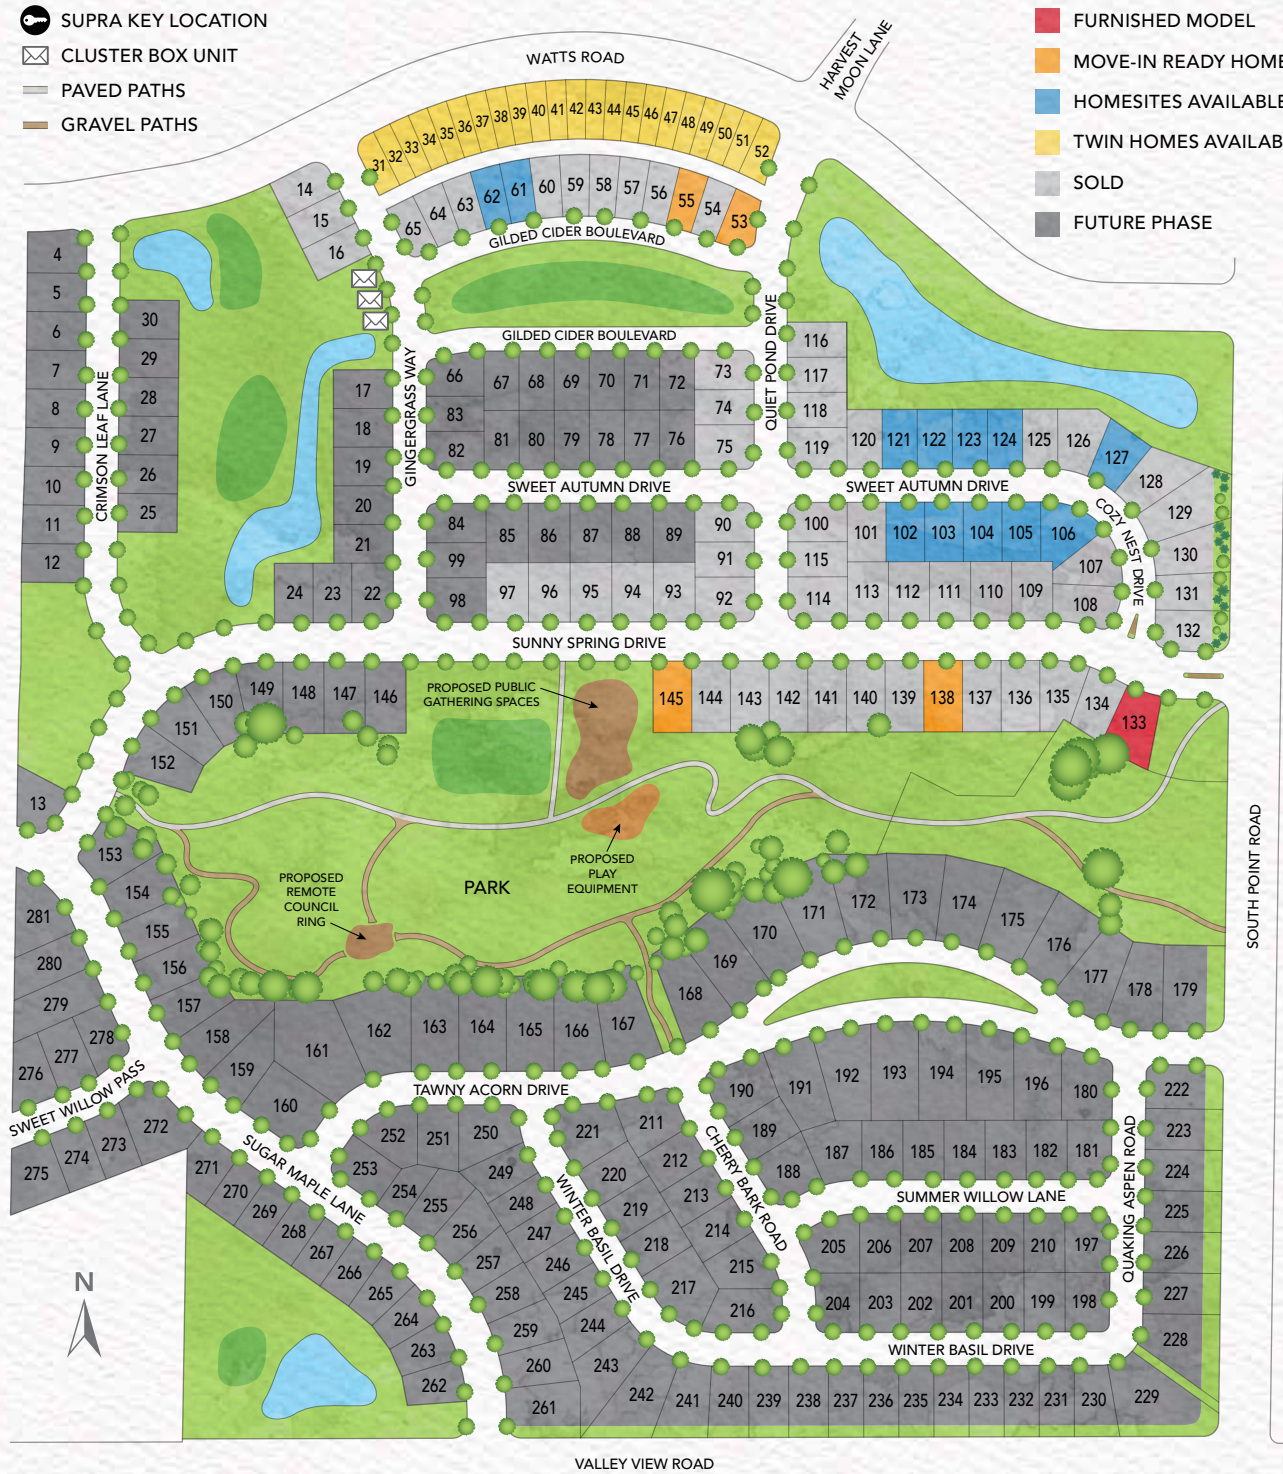 SUPRA KEY LOCATION
CLUSTER BOX UNIT
PAVED PATHS
GRAVEL PATHS
WATTS ROAD
HARVEST
MOON LANE
FURNISHED MODEL
MOVE-IN READY HOME
HOMESITES AVAILABLE
TWIN HOMES AVAILAB
SOLD
FUTURE PHASE
31 32 33 34 35 36 37 38 39 40 41 42 43 44 45 46 47 48 49 50 51 52
14
15
16
65 64 63 62 61 60 59 58 57 56 55 54 53
GILDED CIDER BOULEVARD
GILDED CIDER BOULEVARD
4
5
6
7
8
9
10
11
12
CRIMSON LEAF LANE
30
29
28
27
26
25
17
18
19
20
21
24 23 22
GINGERGRASS WAY
66 67 68 69 70 71 72 73
83
74
82 81 80 79 78 77 76 75
QUIET POND DRIVE
116
117
118
119 120 121 122 123 124 125 126 127
128
129
130
131
132
SWEET AUTUMN DRIVE
SWEET AUTUMN DRIVE
COZY NEST DRIVE
84 85 86 87 88 89 90
99
91
98 97 96 95 94 93 92
100 101 102 103 104 105 106
115
107
114 113 112 111 110 109 108
SUNNY SPRING DRIVE
152 151 150 149 148 147 146
PROPOSED PUBLIC
GATHERING SPACES
145 144 143 142 141 140 139 138 137 136 135 134 133
13
PROPOSED
PLAY
EQUIPMENT
PARK
PROPOSED
REMOTE
COUNCIL
RING
SOUTH POINT ROAD
153
154
155
156
157
158
159
160
161 162 163 164 165 166 167
168 169 170 171 172 173 174 175 176 177 178 179
281
280
279
278
277
276
SWEET WILLOW PASS
275 274 273 272
TAWNY ACORN DRIVE
SUGAR MAPLE LANE
271
270
269
268
267
266
265
264
263
262
252 251 250
253
254
255
256
257
258
259
260
261
249
248
247
246
245
244
243
242
WINTER BASIL DRIVE
221
220
219
218
217
211
212
213
214
215
216
CHERRY BARK ROAD
190 191 192 193 194 195 196 180
189
188 187 186 185 184 183 182 181
SUMMER WILLOW LANE
205 206 207 208 209 210 197
204 203 202 201 200 199 198
QUAKING ASPEN ROAD
222
223
224
225
226
227
228
WINTER BASIL DRIVE
241 240 239 238 237 236 235 234 233 232 231 230 229
N
VALLEY VIEW ROAD